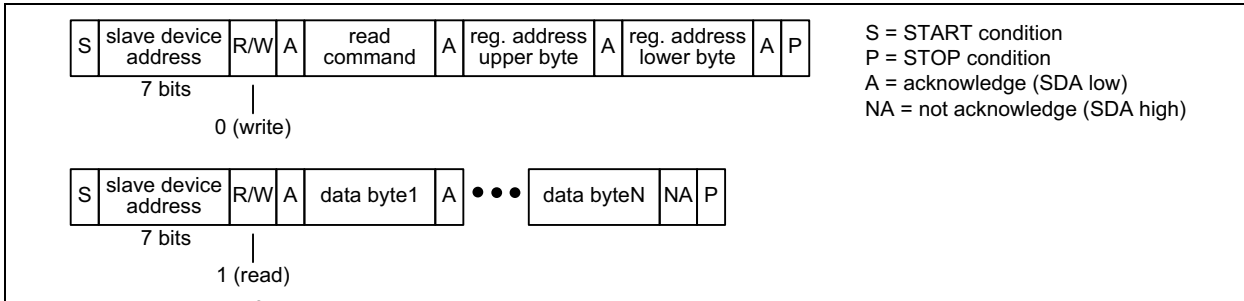 S slave device address R/W A read command A reg. address upper byte A reg. address lower byte A P
7 bits
0 (write)
S = START condition
P = STOP condition
A = acknowledge (SDA low)
NA = not acknowledge (SDA high)
S slave device address R/W A data byte1 A ●●● data byteN NA P
7 bits
1 (read)